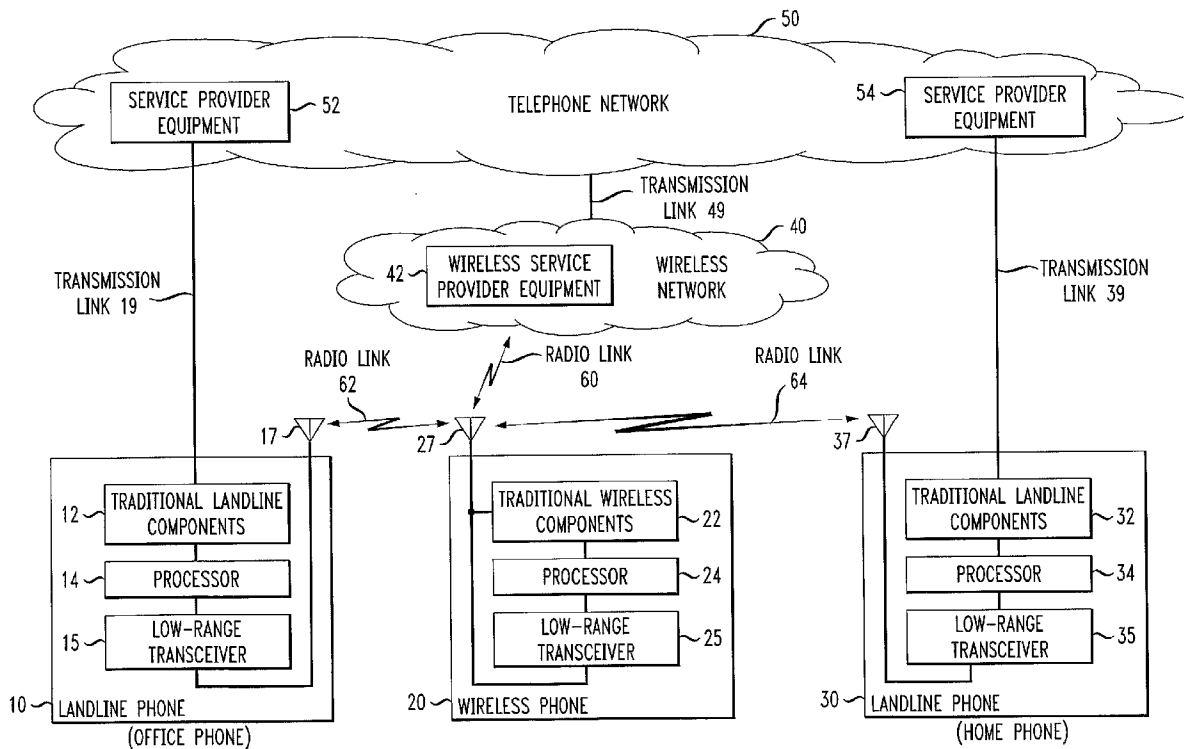 50
SERVICE PROVIDER
EQUIPMENT
52
TELEPHONE NETWORK
54
SERVICE PROVIDER
EQUIPMENT
TRANSMISSION
LINK 49
40
TRANSMISSION
LINK 19
42
WIRELESS SERVICE
PROVIDER EQUIPMENT
WIRELESS
NETWORK
TRANSMISSION
LINK 39
RADIO LINK
62
RADIO LINK
60
RADIO LINK
64
17
27
37
12
TRADITIONAL LANDLINE
COMPONENTS
14
PROCESSOR
15
LOW-RANGE
TRANSCEIVER
10
LANDLINE PHONE
(OFFICE PHONE)
TRADITIONAL WIRELESS
COMPONENTS
22
PROCESSOR
24
LOW-RANGE
TRANSCEIVER
25
20
WIRELESS PHONE
TRADITIONAL LANDLINE
COMPONENTS
32
PROCESSOR
34
LOW-RANGE
TRANSCEIVER
35
30
LANDLINE PHONE
(HOME PHONE)